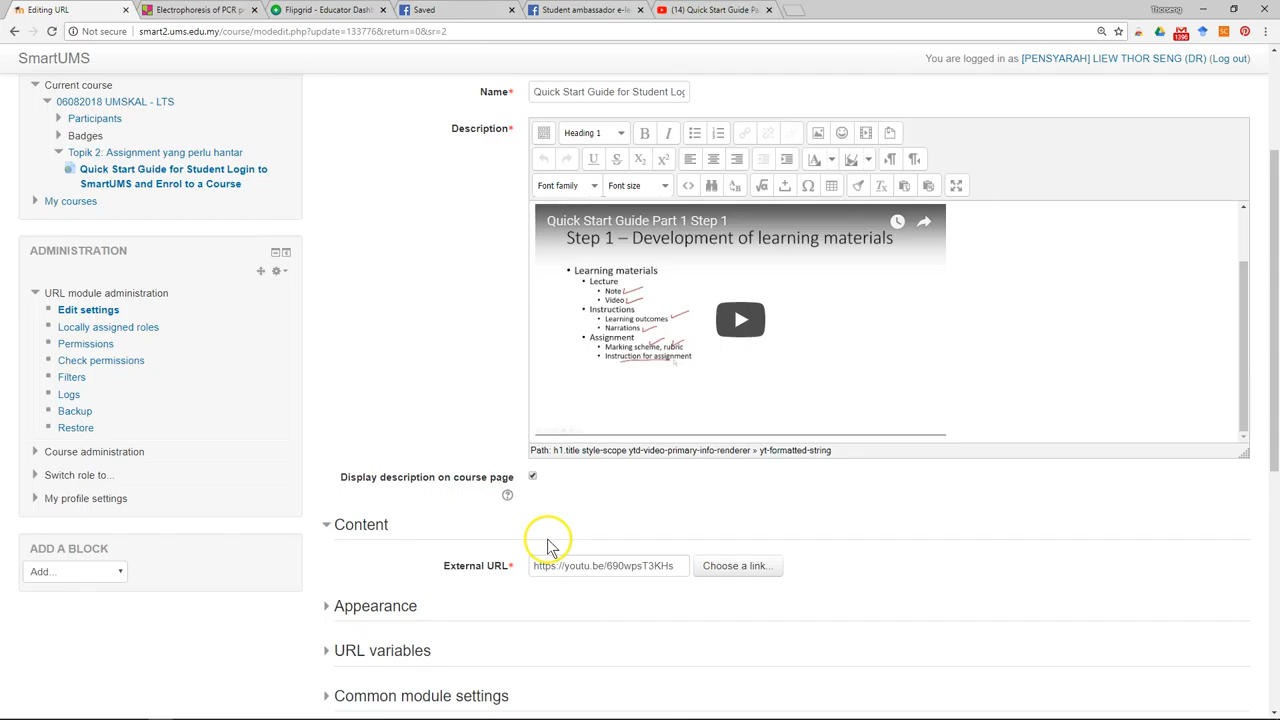 Editing URL
Electrophoresis of PCR p
Flipgrid - Educator Dashb
Saved
Student ambassador e-le
(14) Quick Start Guide Pa
Thorseng
Not secure
smart2.ums.edu.my/course/modedit.php?update=133776&return=0&sr=2
1396
SmartUMS
You are logged in as [PENSYARAH] LIEW THOR SENG (DR) (Log out)
Current course
06082018 UMSKAL - LTS
Participants
Badges
Topik 2: Assignment yang perlu hantar
Quick Start Guide for Student Login to
SmartUMS and Enrol to a Course
My courses
ADMINISTRATION
URL module administration
Edit settings
Locally assigned roles
Permissions
Check permissions
Filters
Logs
Backup
Restore
Course administration
Switch role to...
My profile settings
ADD A BLOCK
Add...
Name*
Quick Start Guide for Student Log
Description*
Heading 1
Font family
Font size
Quick Start Guide Part 1 Step 1
Step 1 – Development of learning materials
• Learning materials
• Lecture
• Note
• Video
• Instructions
• Learning outcomes
• Narrations
• Assignment
• Marking scheme, rubric
• Instruction for assignment
Path: h1.title style-scope ytd-video-primary-info-renderer » yt-formatted-string
Display description on course page
Content
External URL*
https://youtu.be/690wpsT3KHs
Choose a link...
Appearance
URL variables
Common module settings